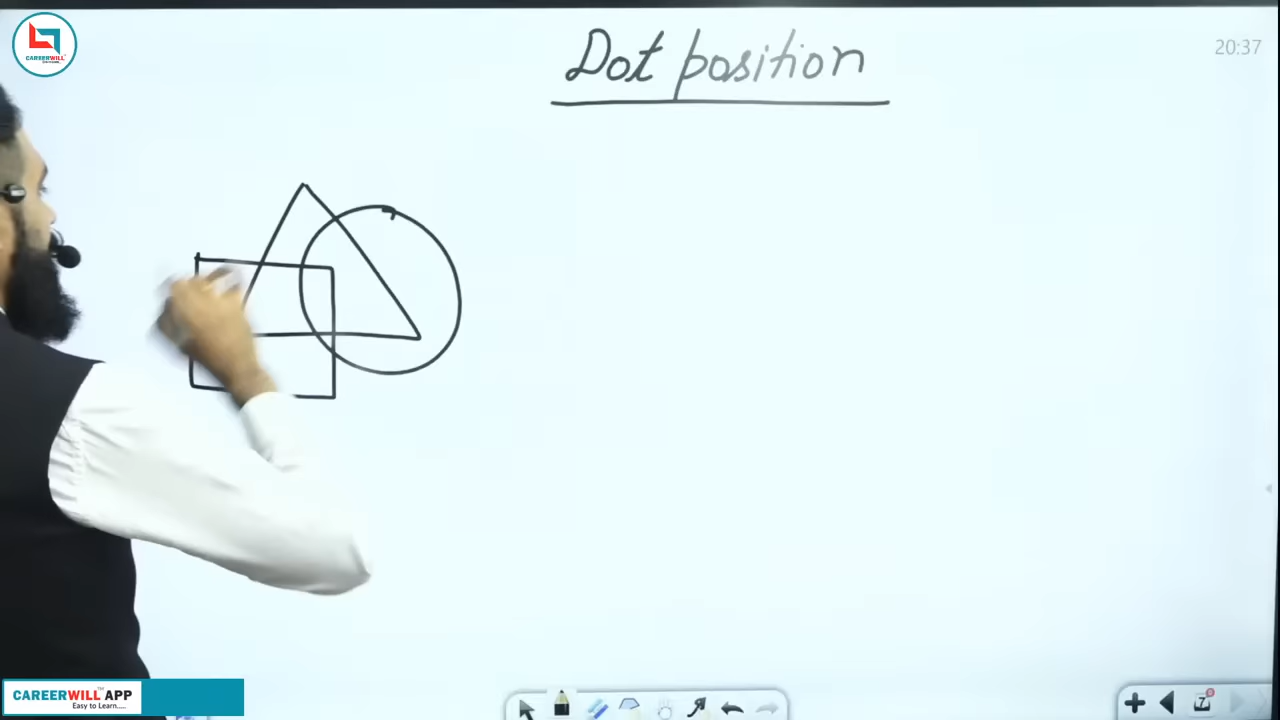 CAREERWILL
Dot position
20:37
CAREERWILL APP
Easy to Learn.....